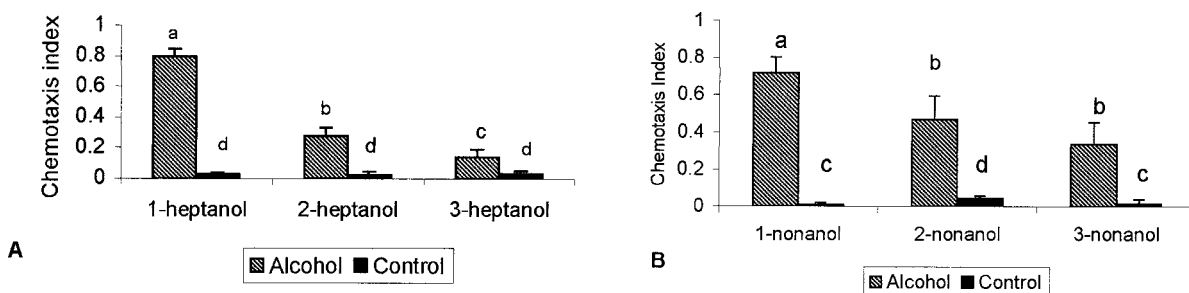 Chemotaxis index
1
0.8
0.6
0.4
0.2
0
a
d
b
d
c
d
1-heptanol 2-heptanol 3-heptanol
A
Alcohol Control
Chemotaxis Index
1
0.8
0.6
0.4
0.2
0
a
c
b
d
b
c
1-nonanol 2-nonanol 3-nonanol
B
Alcohol Control